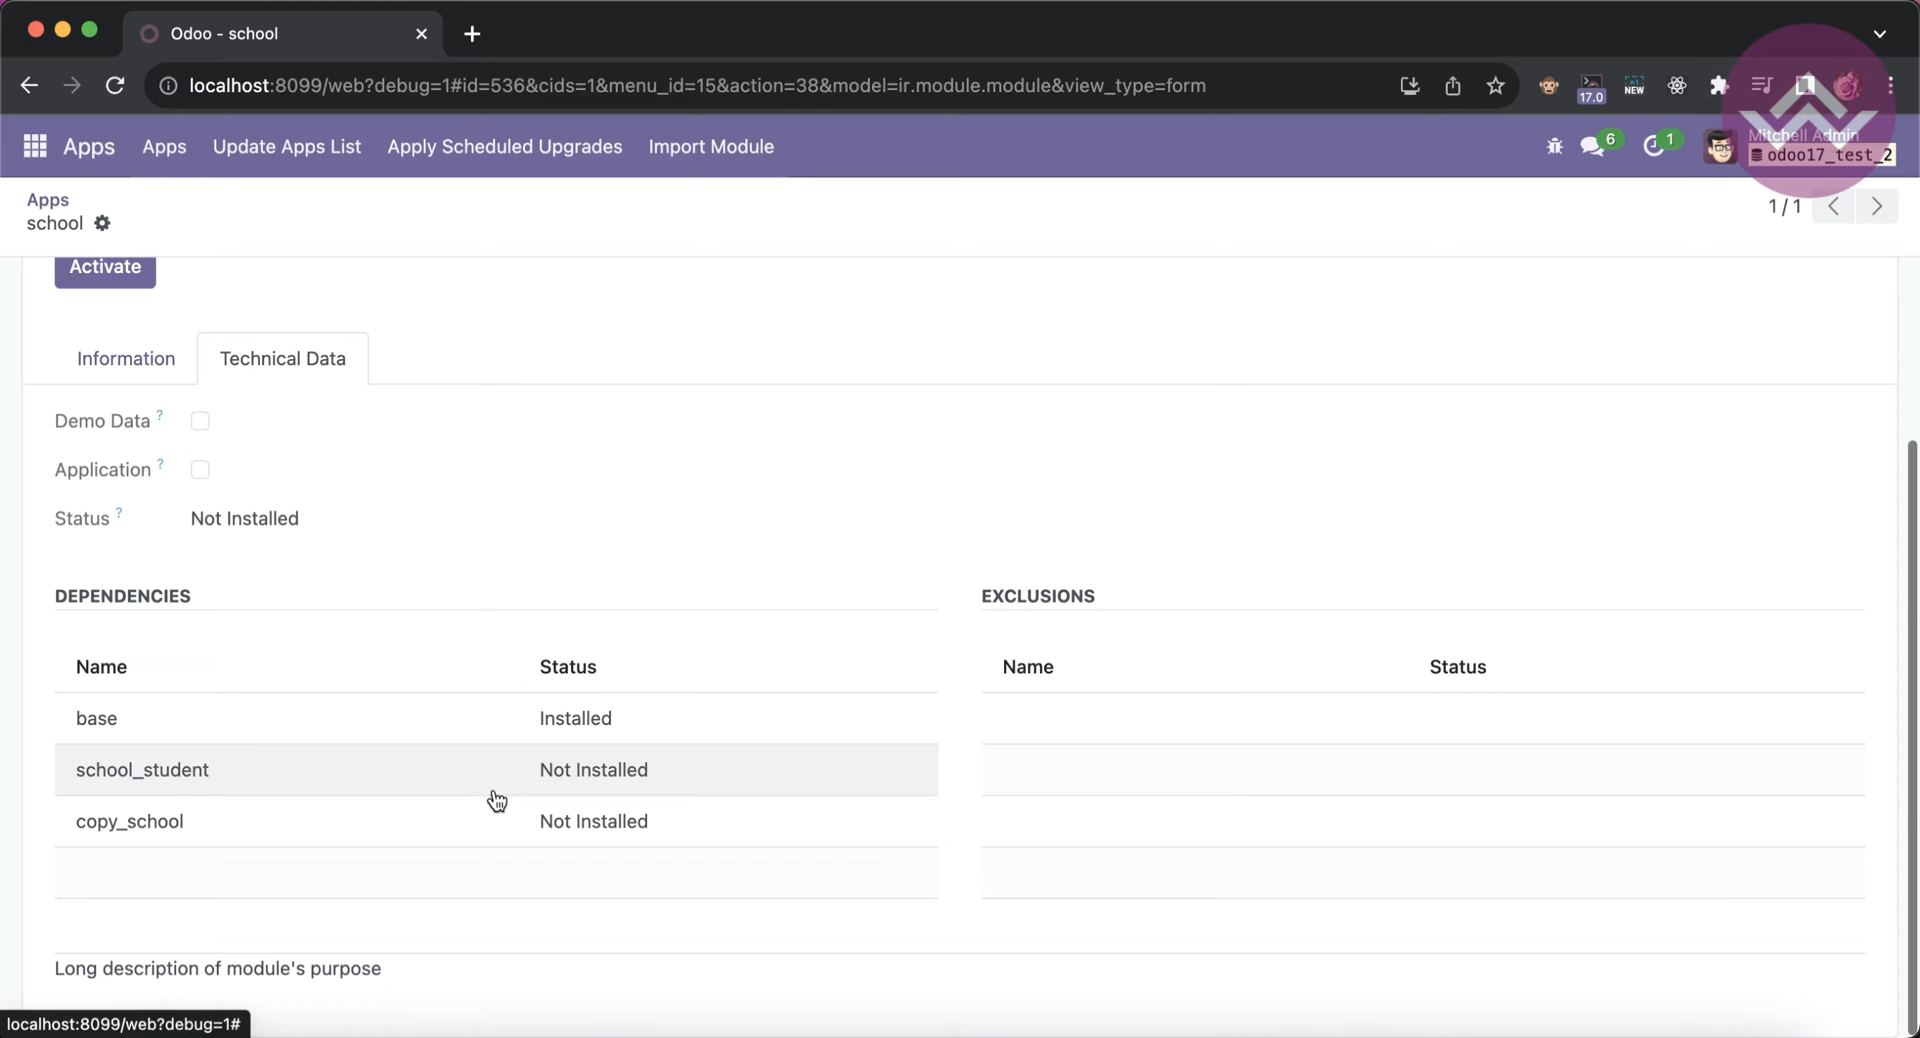 Odoo - school
localhost:8099/web?debug=1#id=536&cids=1&menu_id=15&action=38&model=ir.module.module&view_type=form
17.0
NEW
Apps Apps Update Apps List Apply Scheduled Upgrades Import Module
6
1
Mitchell Admin
odoo17_test_2
Apps
school
1 / 1
Activate
Information Technical Data
Demo Data ?
Application ?
Status ? Not Installed
DEPENDENCIES EXCLUSIONS
Name Status Name Status
base Installed
school_student Not Installed
copy_school Not Installed
Long description of module's purpose
localhost:8099/web?debug=1#